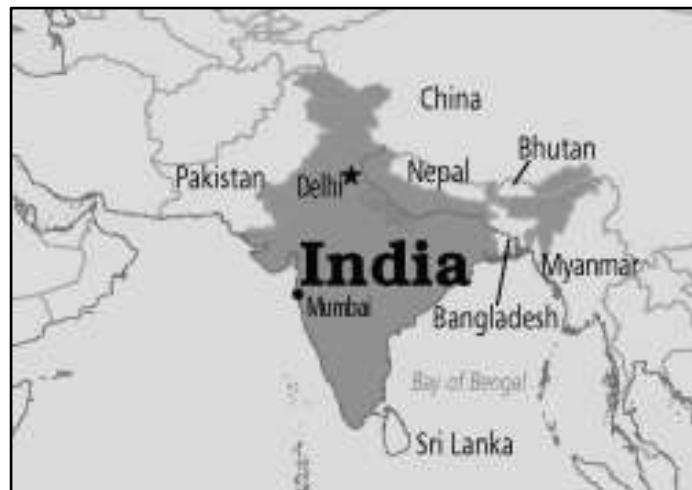 China
Bhutan
Nepal
Pakistan
Delhi
India
Myanmar
Mumbai
Bangladesh
Bay of Bengal
Sri Lanka